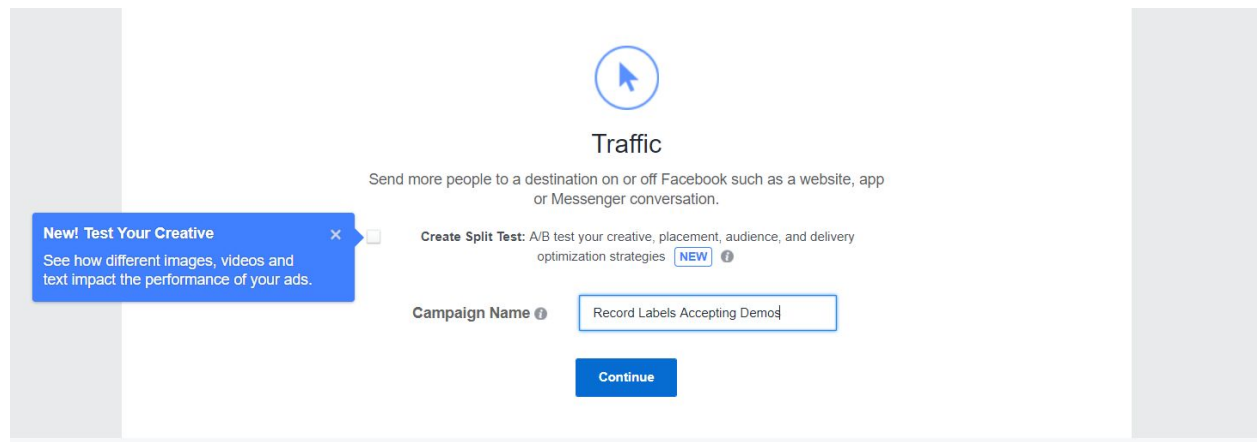 Traffic
Send more people to a destination on or off Facebook such as a website, app
or Messenger conversation.
New! Test Your Creative
See how different images, videos and
text impact the performance of your ads.
Create Split Test: A/B test your creative, placement, audience, and delivery
optimization strategies NEW
Campaign Name
Record Labels Accepting Demos
Continue